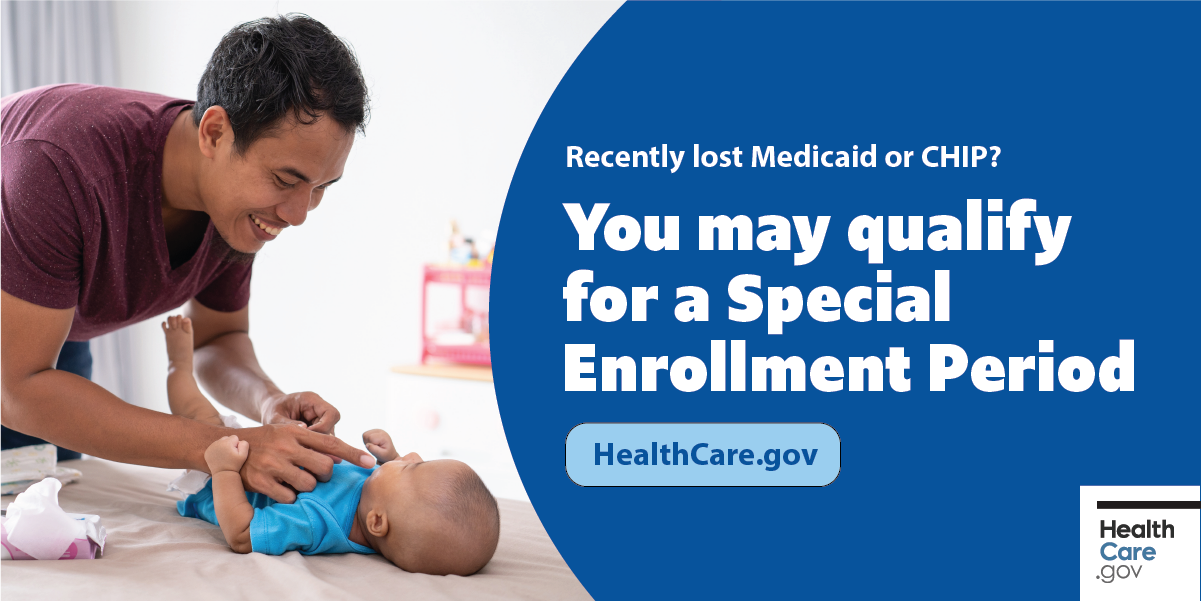 Recently lost Medicaid or CHIP?
You may qualify
for a Special
Enrollment Period
HealthCare.gov
Health
Care
.gov